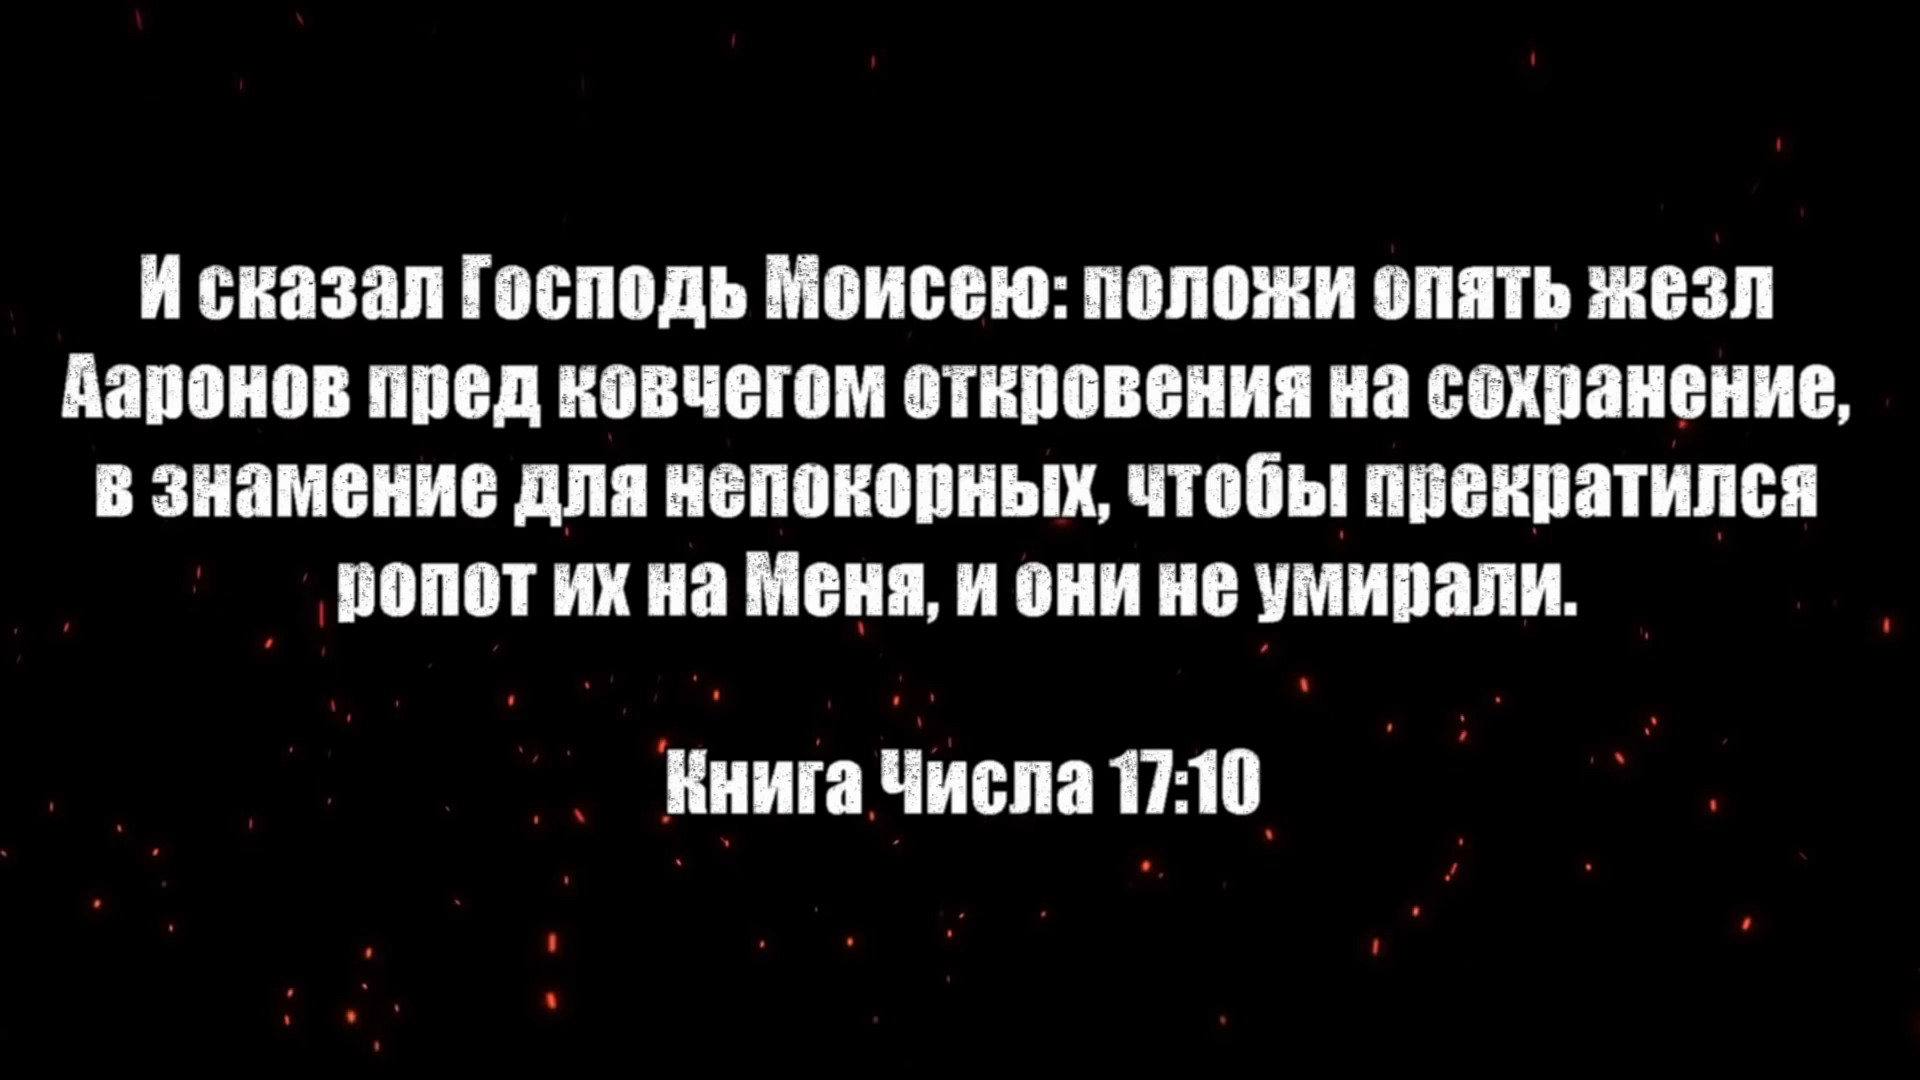 И сказал Господь Моисею: положи опять жезл
Ааронов пред ковчегом откровения на сохранение,
в знамение для непокорных, чтобы прекратился
ропот их на Меня, и они не умирали.
Книга Числа 17:10